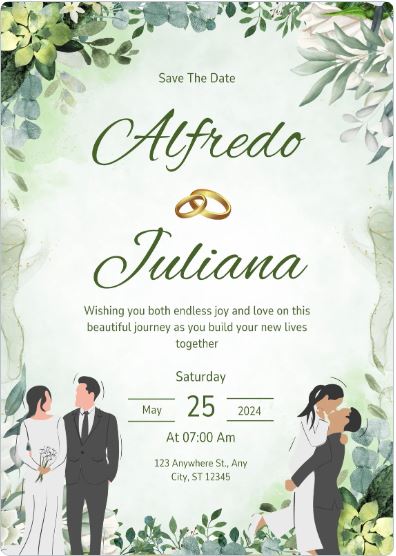 Save The Date
Alfredo
Juliana
Wishing you both endless joy and love on this
beautiful journey as you build your new lives
together
Saturday
May 25 2024
At 07:00 Am
123 Anywhere St., Any
City, ST 12345